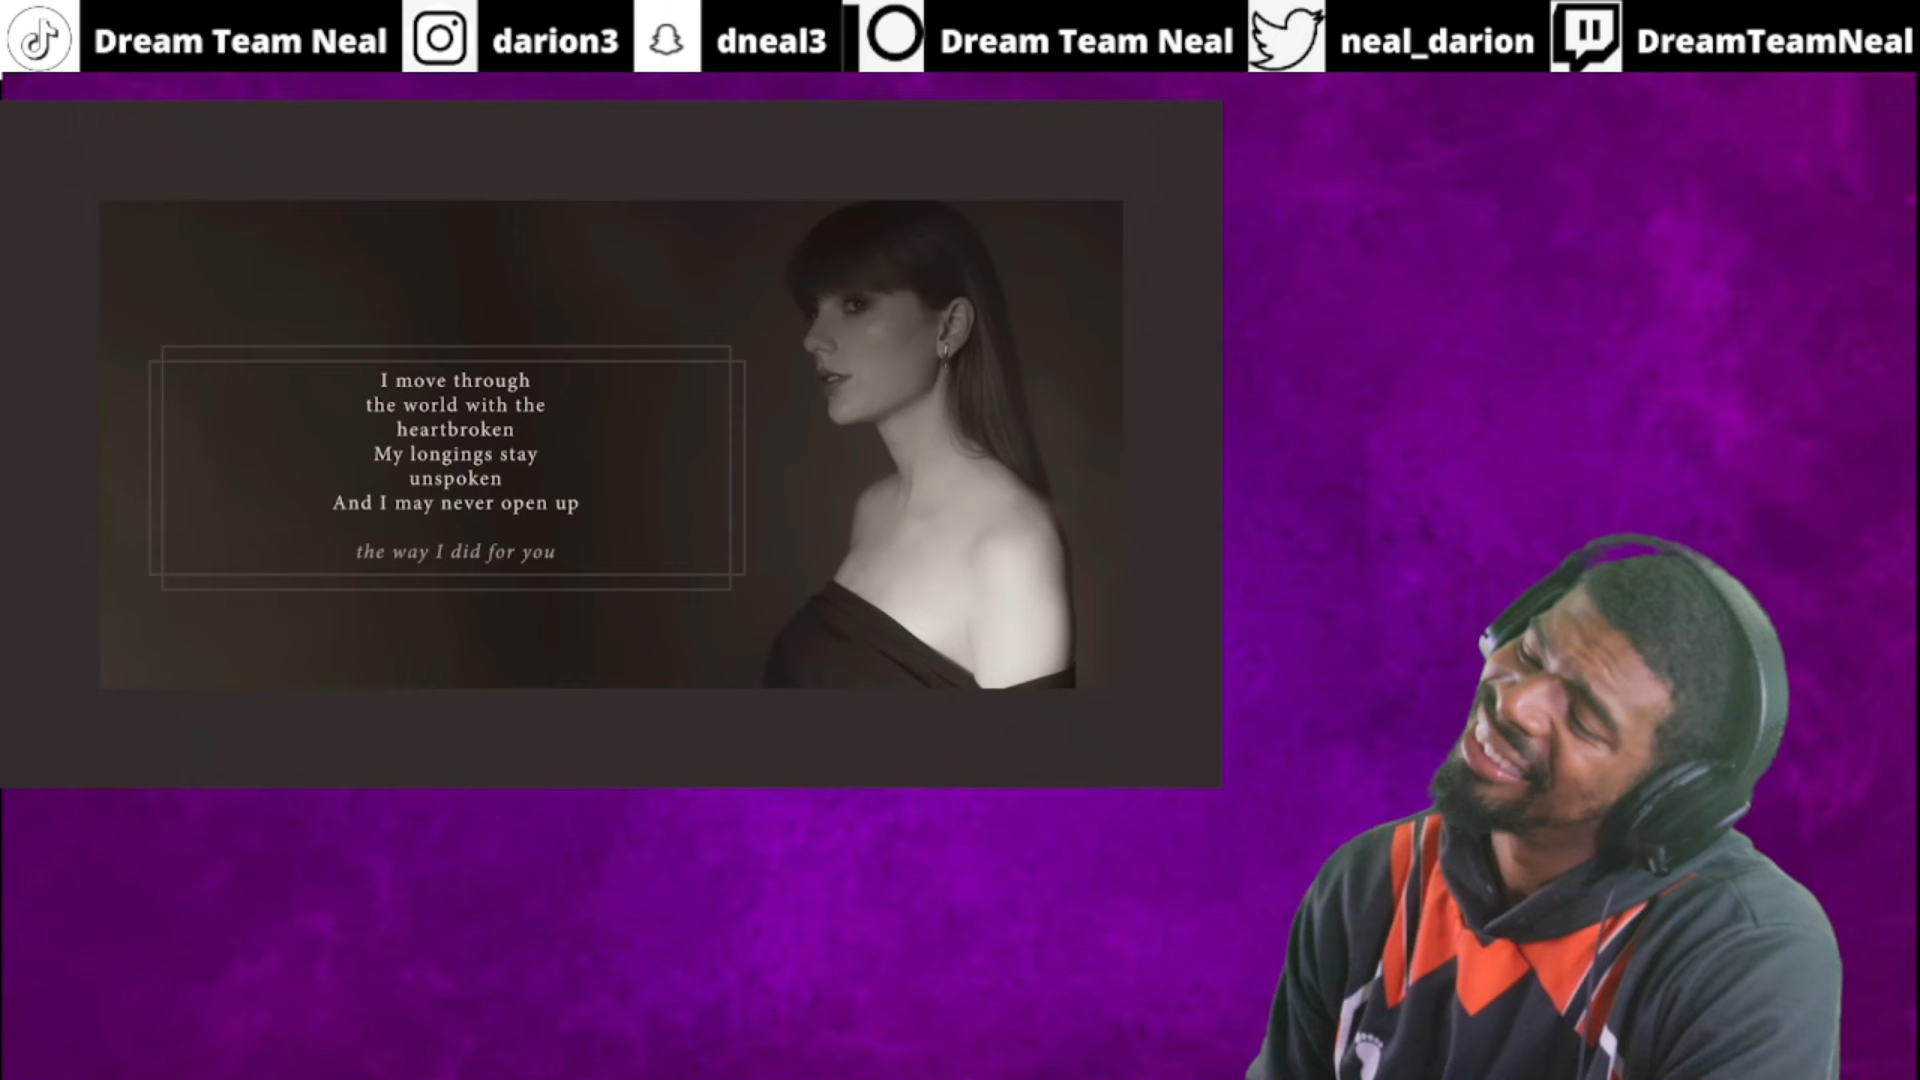 Dream Team Neal darion3 dneal3 Dream Team Neal neal_darion DreamTeamNeal
I move through
the world with the
heartbroken
My longings stay
unspoken
And I may never open up
the way I did for you